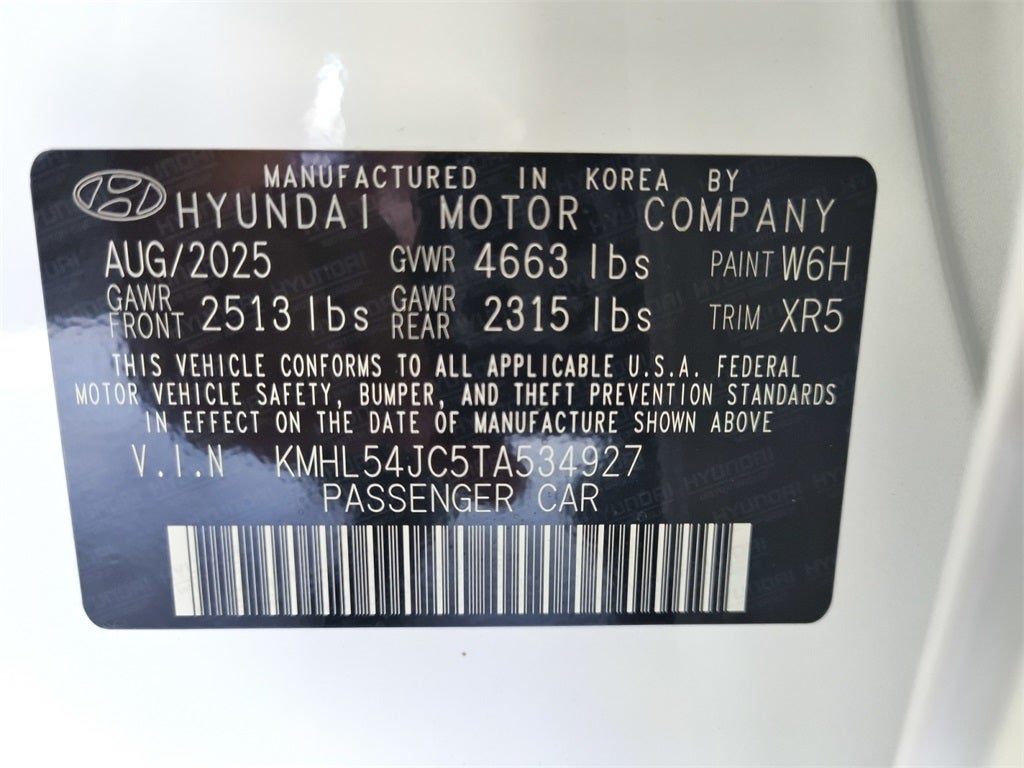 MANUFACTURED IN KOREA BY
HYUNDAI MOTOR COMPANY
AUG/2025 GVWR 4663 lbs PAINT W6H
GAWR FRONT 2513 lbs GAWR REAR 2315 lbs TRIM XR5
THIS VEHICLE CONFORMS TO ALL APPLICABLE U.S.A. FEDERAL
MOTOR VEHICLE SAFETY, BUMPER, AND THEFT PREVENTION STANDARDS
IN EFFECT ON THE DATE OF MANUFACTURE SHOWN ABOVE
V.I.N KMHL54JC5TA534927
PASSENGER CAR